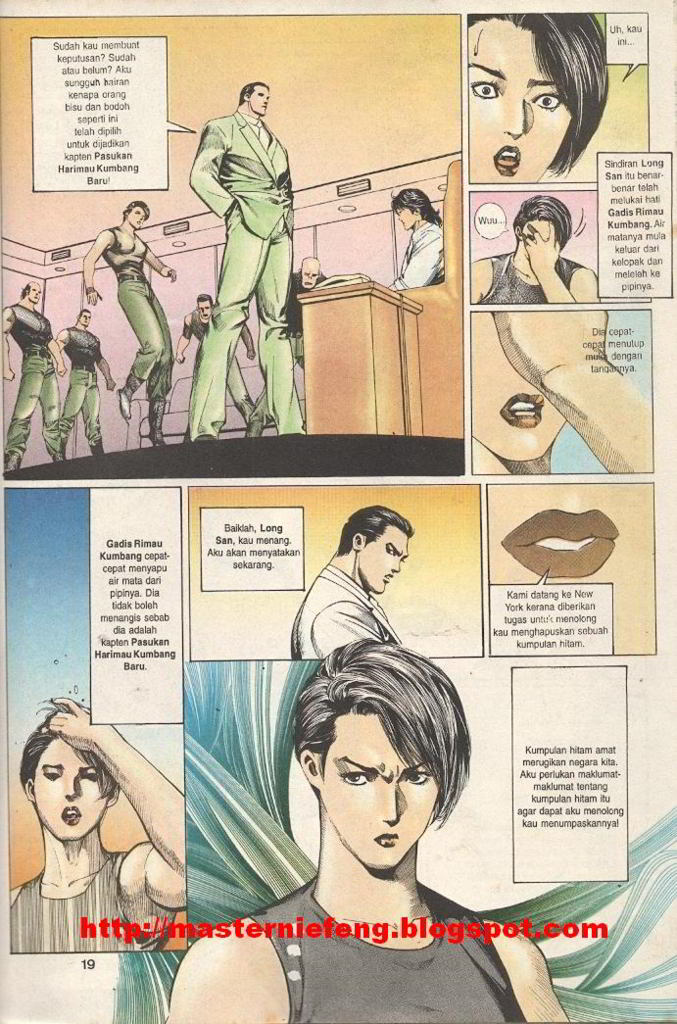 Sudah kau membunt
keputusan? Sudah
atau belum? Aku
sungguh hairan
kenapa orang
bisu dan bodoh
seperti ini
telah dipilih
untuk dijadikan
kapten Pasukan
Harimau Kumbang
Baru!
Uh, kau
ini...
Sindiran Long
San itu benar-
benar telah
melukai hati
Gadis Rimau
Kumbang. Air
matanya mula
keluar dari
kelopak dan
meleleh ke
pipinya.
Wuu...
Dia cepat-
cepat menutup
muka dengan
tangannya.
Gadis Rimau
Kumbang cepat-
cepat menyapu
air mata dari
pipinya. Dia
tidak boleh
menangis sebab
dia adalah
kapten Pasukan
Harimau Kumbang
Baru.
Baiklah, Long
San, kau menang.
Aku akan menyatakan
sekarang.
Kami datang ke New
York kerana diberikan
tugas untuk menolong
kau menghapuskan sebuah
kumpulan hitam.
Kumpulan hitam amat
merugikan negara kita.
Aku perlukan maklumat-
maklumat tentang
kumpulan hitam itu
agar dapat aku menolong
kau menumpaskannya!
http://masterniefeng.blogspot.com
19